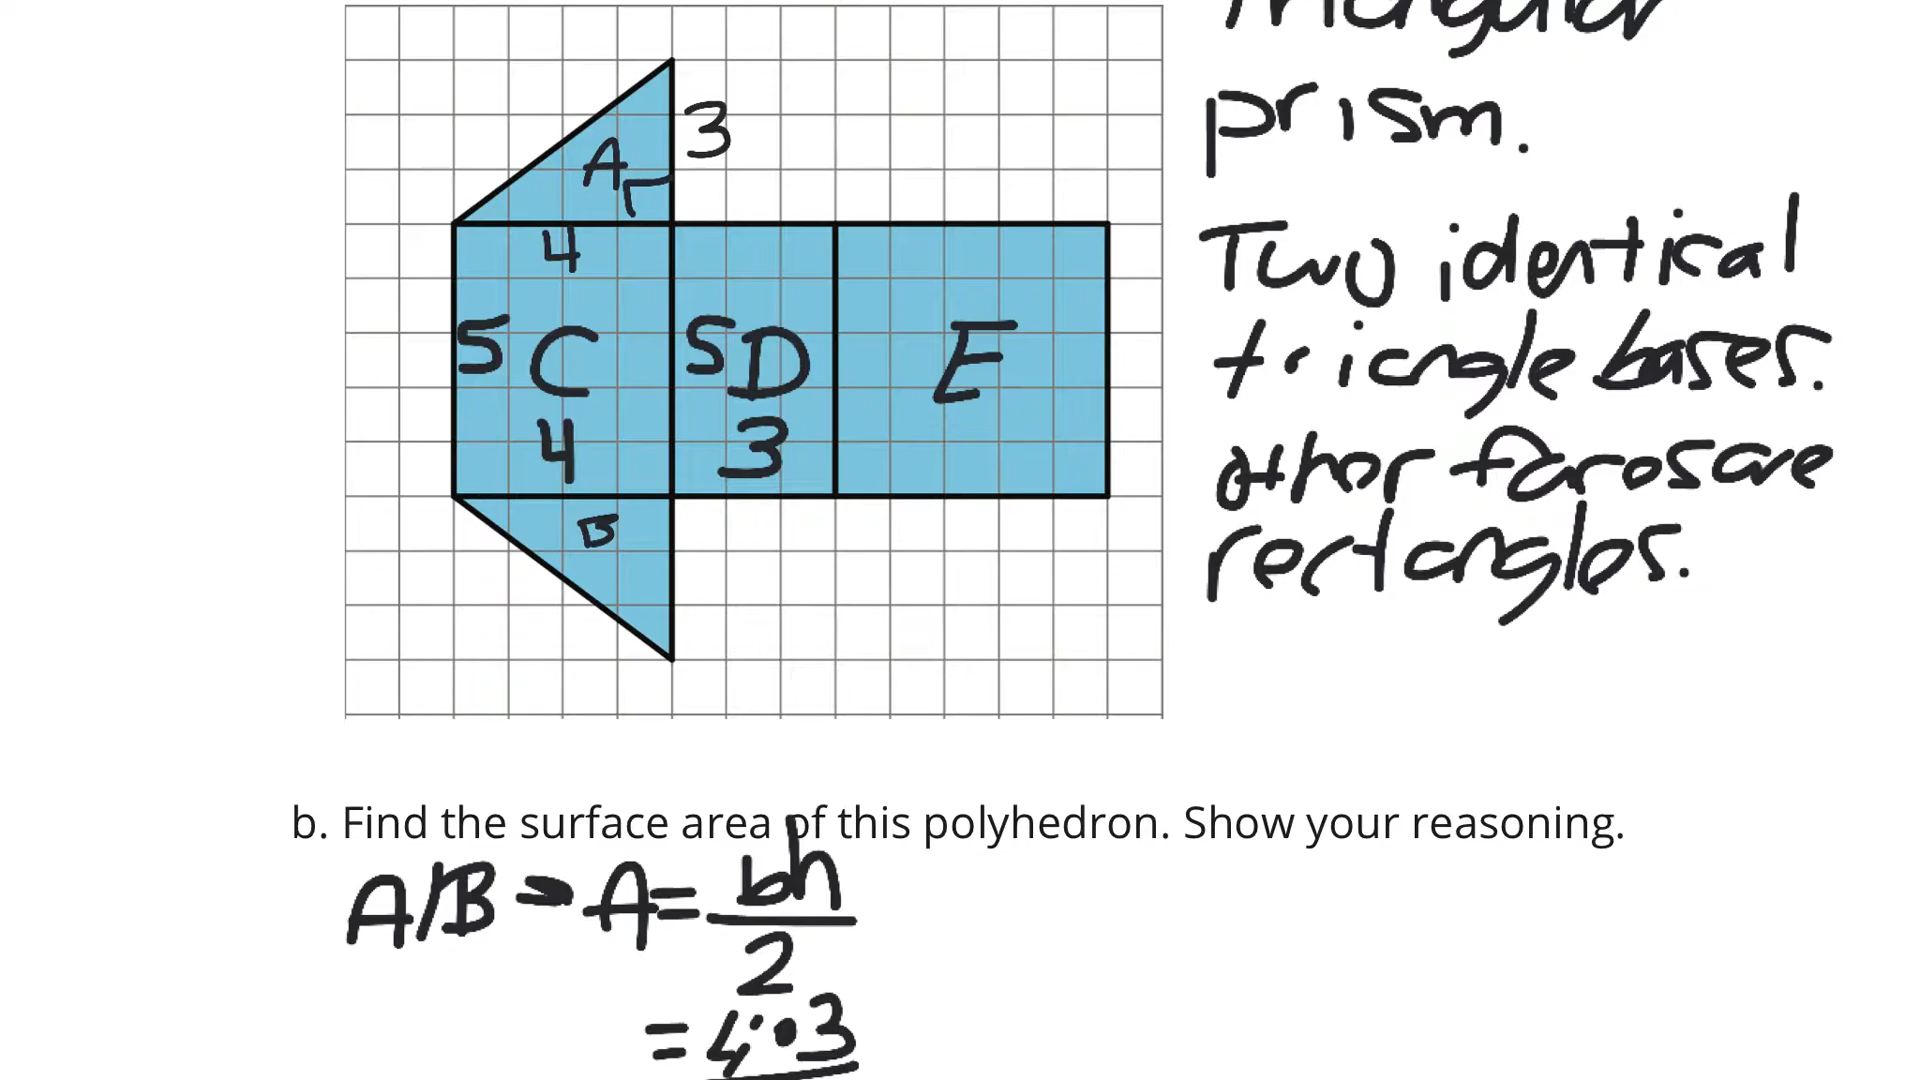 Triangular
prism.
Two identical
triangle bases.
other faces are
rectangles.
3
A
4
5 C
5 D
E
4
3
B
b. Find the surface area of this polyhedron. Show your reasoning.
A/B → A = bh
2
= 4·3